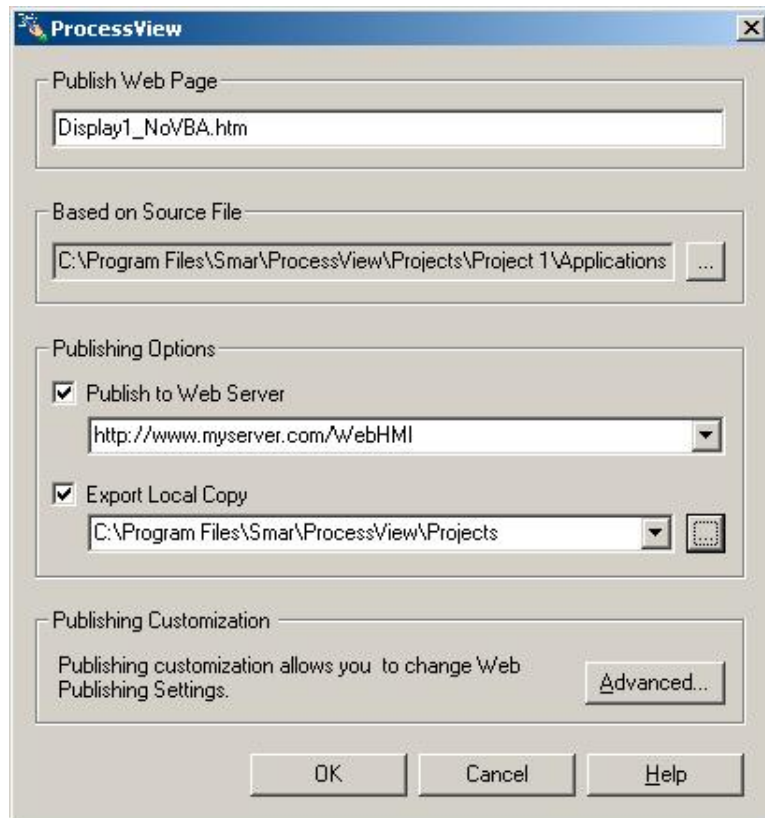 ProcessView
Publish Web Page
Display1_NoVBA.htm
Based on Source File
C:\Program Files\Smar\ProcessView\Projects\Project 1\Applications
...
Publishing Options
Publish to Web Server
http://www.myserver.com/WebHMI
Export Local Copy
C:\Program Files\Smar\ProcessView\Projects
...
Publishing Customization
Publishing customization allows you to change Web
Publishing Settings.
Advanced...
OK
Cancel
Help